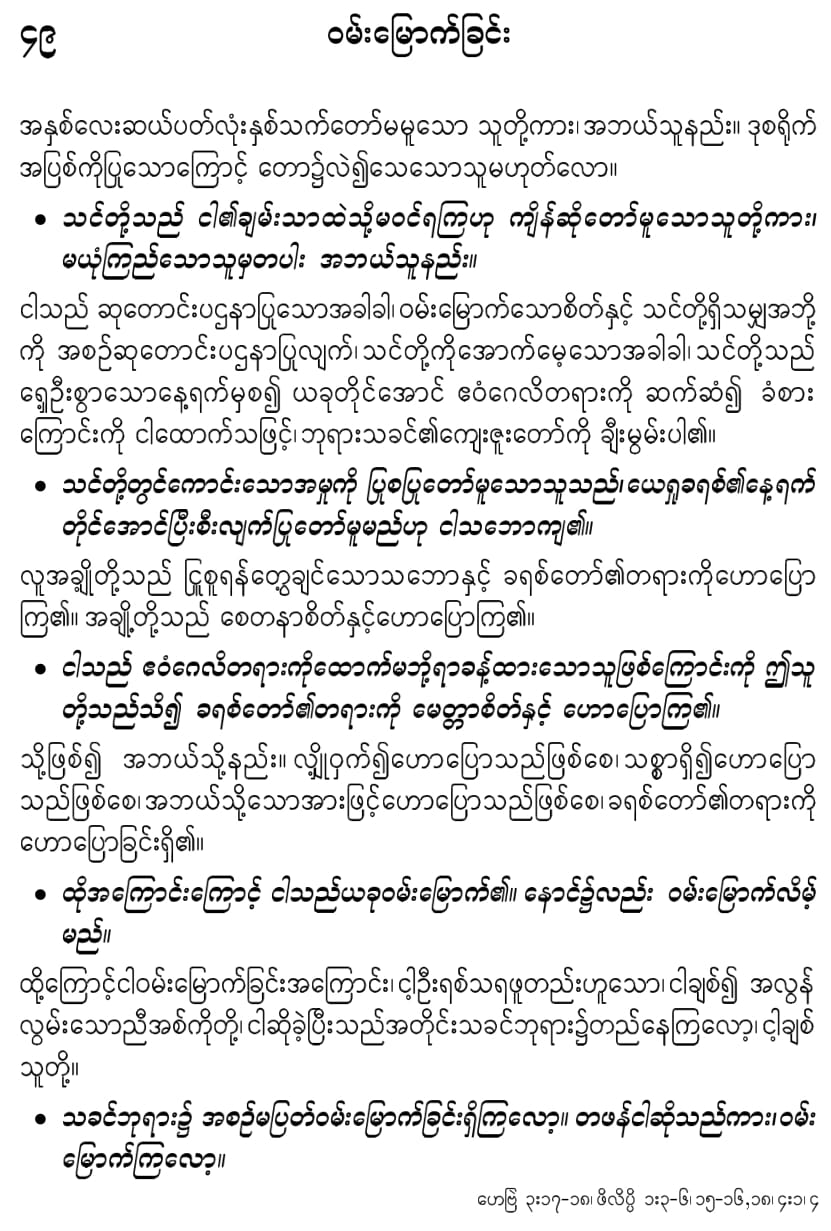 ၄၉ ဝမ်းမြောက်ခြင်း
အနှစ်လေးဆယ်ပတ်လုံးနှစ်သက်တော်မမူသော သူတို့ကား၊ အဘယ်သူနည်း။ ဒုစရိုက်
အပြစ်ကိုပြုသောကြောင့် တော၌လဲ၍သေသောသူမဟုတ်လော။
• သင်တို့သည် ငါ၏ချမ်းသာထဲသို့မဝင်ရကြဟု ကျိန်ဆိုတော်မူသောသူတို့ကား၊
မယုံကြည်သောသူမှတပါး အဘယ်သူနည်း။
ငါသည် ဆုတောင်းပဌနာပြုသောအခါခါ၊ ဝမ်းမြောက်သောစိတ်နှင့် သင်တို့ရှိသမျှအဘို့
ကို အစဉ်ဆုတောင်းပဌနာပြုလျက်၊ သင်တို့ကိုအောက်မေ့သောအခါခါ၊ သင်တို့သည်
ရှေ့ဦးစွာသောနေ့ရက်မှစ၍ ယခုတိုင်အောင် ဧဝံဂေလိတရားကို ဆက်ဆံ၍ ခံစား
ကြောင်းကို ငါထောက်သဖြင့်၊ ဘုရားသခင်၏ကျေးဇူးတော်ကို ချီးမွမ်းပါ၏။
• သင်တို့တွင်ကောင်းသောအမှုကို ပြုစပြုတော်မူသောသူသည်၊ ယေရှုခရစ်၏နေ့ရက်
တိုင်အောင်ပြီးစီးလျက်ပြုတော်မူမည်ဟု ငါသဘောကျ၏။
လူအချို့တို့သည် ငြူစူရန်တွေ့ချင်သောသဘောနှင့် ခရစ်တော်၏တရားကိုဟောပြော
ကြ၏။ အချို့တို့သည် စေတနာစိတ်နှင့်ဟောပြောကြ၏။
• ငါသည် ဧဝံဂေလိတရားကိုထောက်မဘို့ရာခန့်ထားသောသူဖြစ်ကြောင်းကို ဤသူ
တို့သည်သိ၍ ခရစ်တော်၏တရားကို မေတ္တာစိတ်နှင့် ဟောပြောကြ၏။
သို့ဖြစ်၍ အဘယ်သို့နည်း။ လျှို့ဝှက်၍ဟောပြောသည်ဖြစ်စေ၊ သစ္စာရှိ၍ဟောပြော
သည်ဖြစ်စေ၊ အဘယ်သို့သောအားဖြင့်ဟောပြောသည်ဖြစ်စေ၊ ခရစ်တော်၏တရားကို
ဟောပြောခြင်းရှိ၏။
• ထိုအကြောင်းကြောင့် ငါသည်ယခုဝမ်းမြောက်၏။ နောင်၌လည်း ဝမ်းမြောက်လိမ့်
မည်။
ထို့ကြောင့်ငါဝမ်းမြောက်ခြင်းအကြောင်း၊ ငါ့ဦးရစ်သရဖူတည်းဟူသော၊ ငါချစ်၍ အလွန်
လွမ်းသောညီအစ်ကိုတို့၊ ငါဆိုခဲ့ပြီးသည်အတိုင်းသခင်ဘုရား၌တည်နေကြလော့၊ ငါ့ချစ်
သူတို့။
• သခင်ဘုရား၌ အစဉ်မပြတ်ဝမ်းမြောက်ခြင်းရှိကြလော့။ တဖန်ငါဆိုသည်ကား၊ ဝမ်း
မြောက်ကြလော့။
ဟေဗြဲ ၃း၁၇-၁၈၊ ဖိလိပ္ပိ ၁း၃-၆၊ ၁၅-၁၆,၁၈၊ ၄း၁၊ ၄